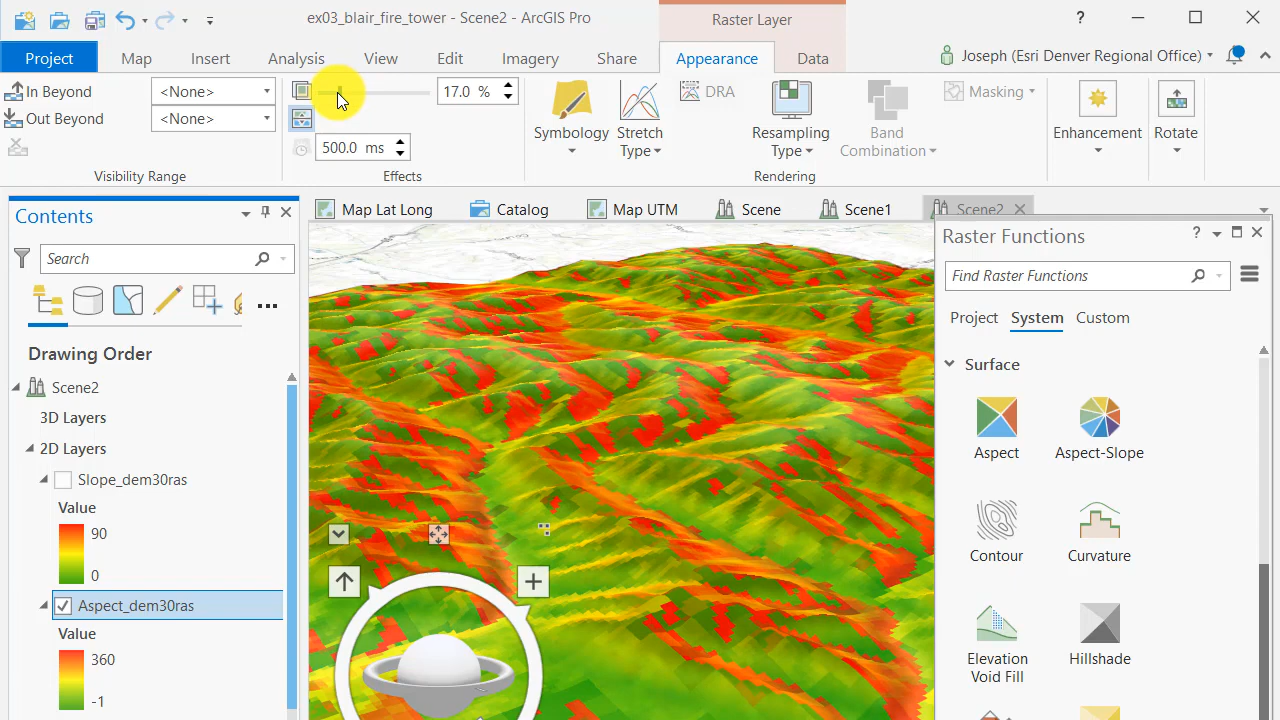 ex03_blair_fire_tower - Scene2 - ArcGIS Pro
Raster Layer
?
Project
Map
Insert
Analysis
View
Edit
Imagery
Share
Appearance
Data
Joseph (Esri Denver Regional Office)
In Beyond
<None>
Out Beyond
<None>
Visibility Range
17.0 %
500.0 ms
Effects
Symbology
Stretch
Type
DRA
Resampling
Type
Band
Combination
Masking
Rendering
Enhancement
Rotate
Contents
Search
Drawing Order
Scene2
3D Layers
2D Layers
Slope_dem30ras
Value
90
0
Aspect_dem30ras
Value
360
-1
Map Lat Long
Catalog
Map UTM
Scene
Scene1
Scene2
Raster Functions
?
Find Raster Functions
Project
System
Custom
Surface
Aspect
Aspect-Slope
Contour
Curvature
Elevation
Void Fill
Hillshade